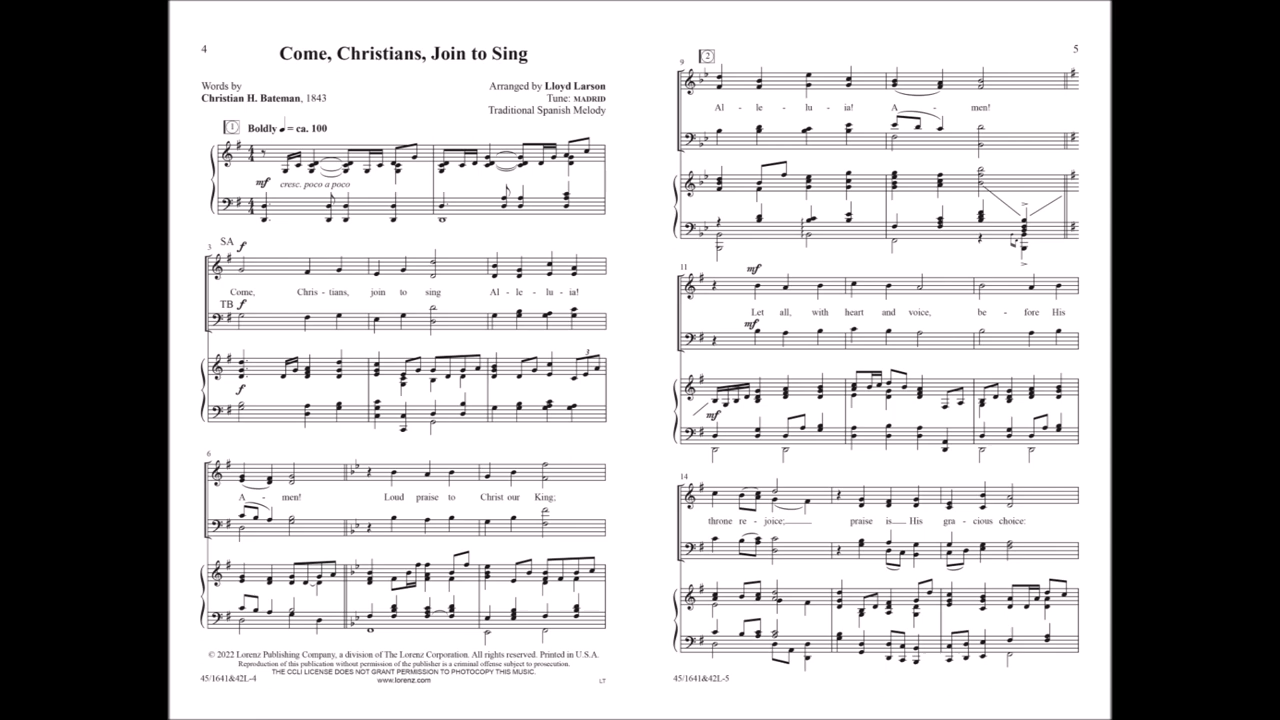 4
Come, Christians, Join to Sing
Words by
Christian H. Bateman, 1843
Arranged by Lloyd Larson
Tune: MADRID
Traditional Spanish Melody
1 Boldly = ca. 100
mf cresc. poco a poco
3
SA f
Come, Chris - tians, join to sing Al - le - lu - ia!
TB f
3
f
6
A - men! Loud praise to Christ our King;
© 2022 Lorenz Publishing Company, a division of The Lorenz Corporation. All rights reserved. Printed in U.S.A.
Reproduction of this publication without permission of the publisher is a criminal offense subject to prosecution.
THE CCLI LICENSE DOES NOT GRANT PERMISSION TO PHOTOCOPY THIS MUSIC.
www.lorenz.com
45/1641&42L-4
LT
5
9
2
Al - le - lu - ia! A - men!
11
mf
Let all, with heart and voice, be - fore His
mf
mf
14
throne re - joice; praise is His gra - cious choice:
45/1641&42L-5